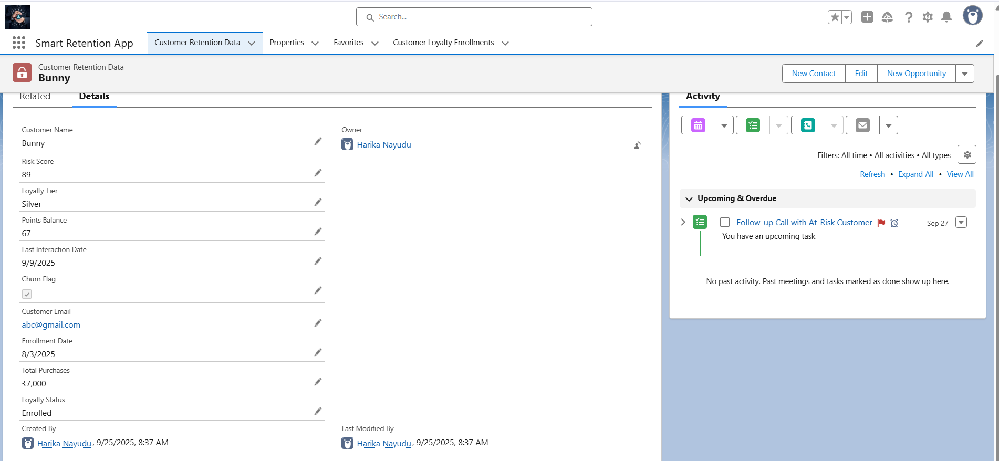 Search...
Smart Retention App
Customer Retention Data
Properties
Favorites
Customer Loyalty Enrollments
Customer Retention Data
Bunny
New Contact
Edit
New Opportunity
Related
Details
Customer Name
Bunny
Owner
Harika Nayudu
Risk Score
89
Loyalty Tier
Silver
Points Balance
67
Last Interaction Date
9/9/2025
Churn Flag
Customer Email
abc@gmail.com
Enrollment Date
8/3/2025
Total Purchases
₹7,000
Loyalty Status
Enrolled
Created By
Harika Nayudu, 9/25/2025, 8:37 AM
Last Modified By
Harika Nayudu, 9/25/2025, 8:37 AM
Activity
Filters: All time • All activities • All types
Refresh • Expand All • View All
Upcoming & Overdue
Follow-up Call with At-Risk Customer
Sep 27
You have an upcoming task
No past activity. Past meetings and tasks marked as done show up here.